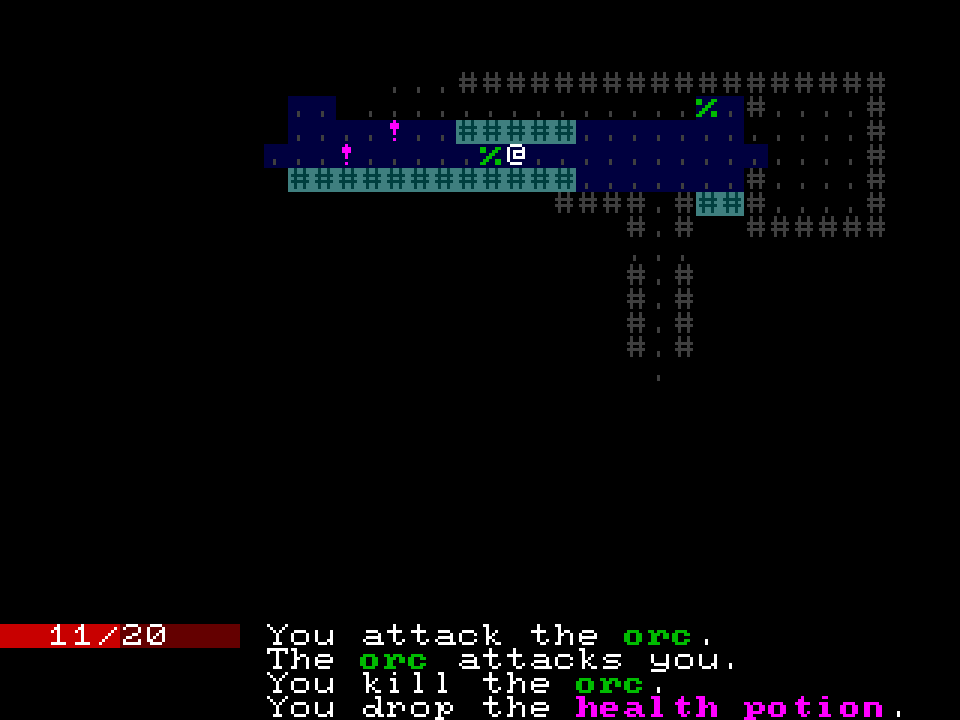 11/20
You attack the orc.
The orc attacks you.
You kill the orc.
You drop the health potion.